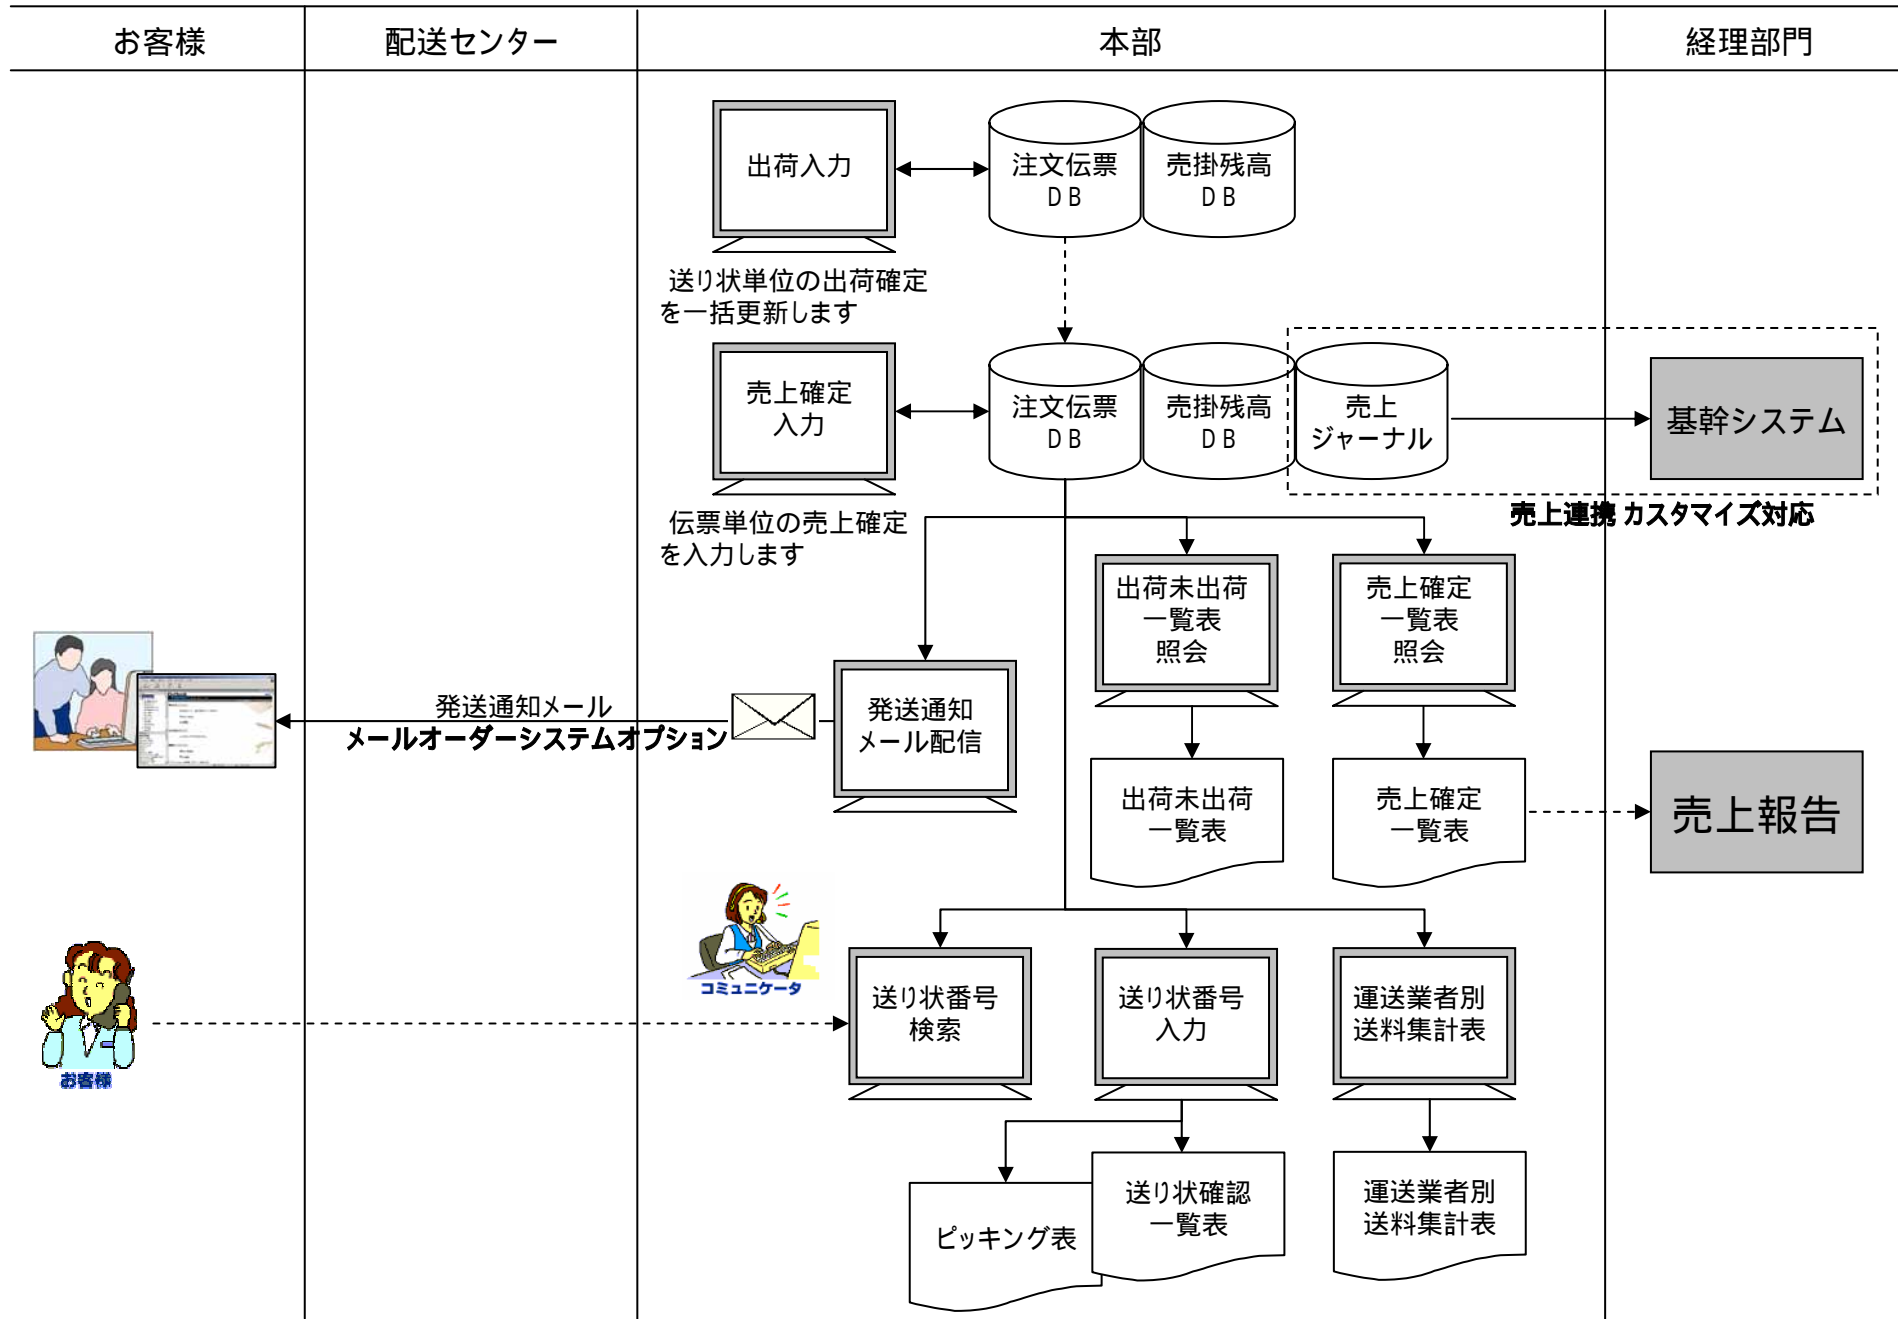 お客様
配送センター
本部
経理部門
出荷入力
注文伝票
DB
売掛残高
DB
送り状単位の出荷確定
を一括更新します
売上確定
入力
注文伝票
DB
売掛残高
DB
売上
ジャーナル
基幹システム
売上連携 カスタマイズ対応
伝票単位の売上確定
を入力します
出荷未出荷
一覧表
照会
売上確定
一覧表
照会
発送通知メール
メールオーダーシステムオプション
発送通知
メール配信
出荷未出荷
一覧表
売上確定
一覧表
売上報告
コミュニケータ
お客様
送り状番号
検索
送り状番号
入力
運送業者別
送料集計表
ピッキング表
送り状確認
一覧表
運送業者別
送料集計表